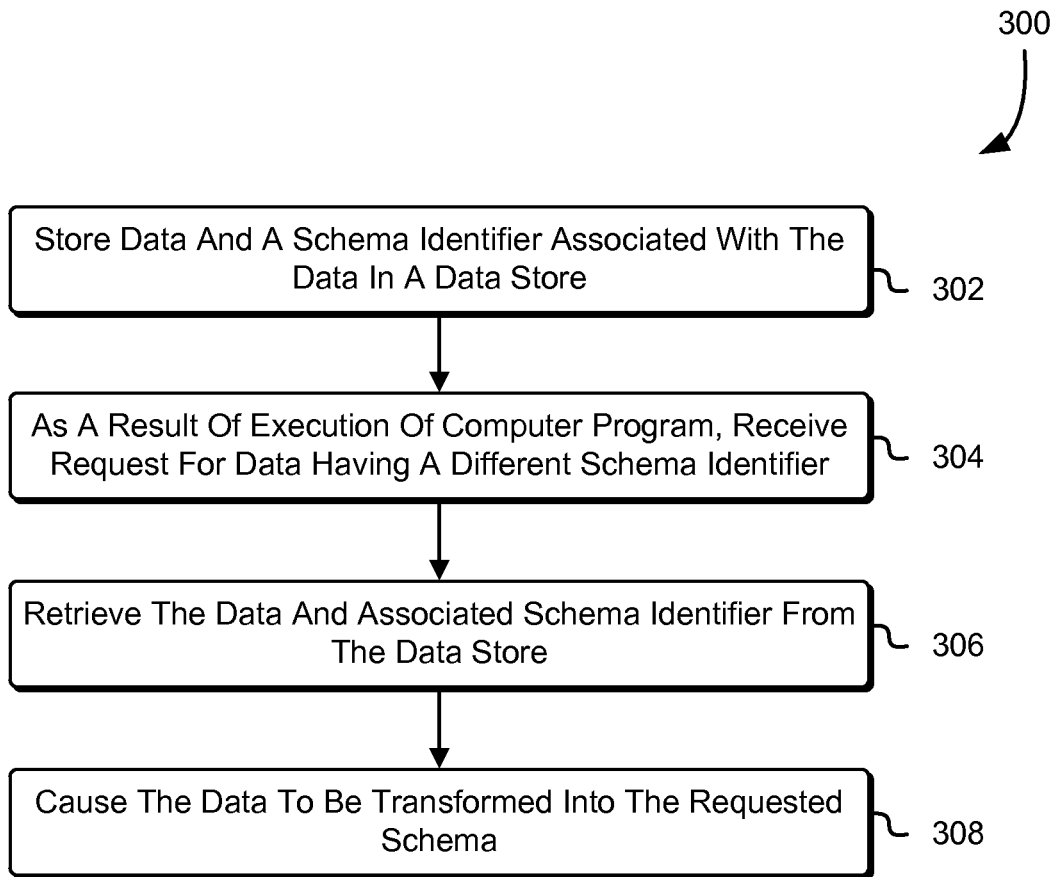 300
Store Data And A Schema Identifier Associated With The
Data In A Data Store
302
As A Result Of Execution Of Computer Program, Receive
Request For Data Having A Different Schema Identifier
304
Retrieve The Data And Associated Schema Identifier From
The Data Store
306
Cause The Data To Be Transformed Into The Requested
Schema
308